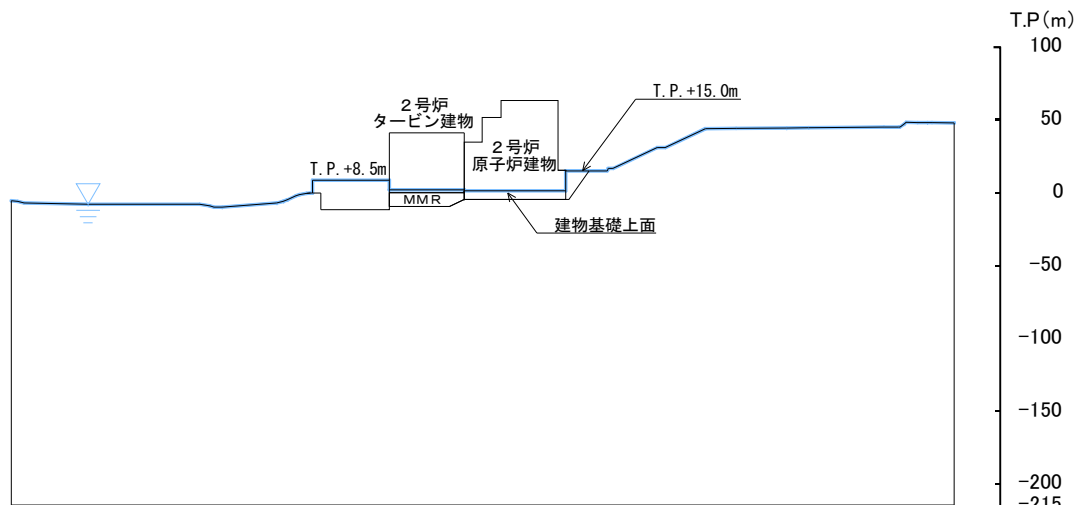 T.P(m)
100
T.P.+15.0m
2号炉
タービン建物
50
2号炉
原子炉建物
T.P.+8.5m
MMR
0
建物基礎上面
-50
-100
-150
-200
-215